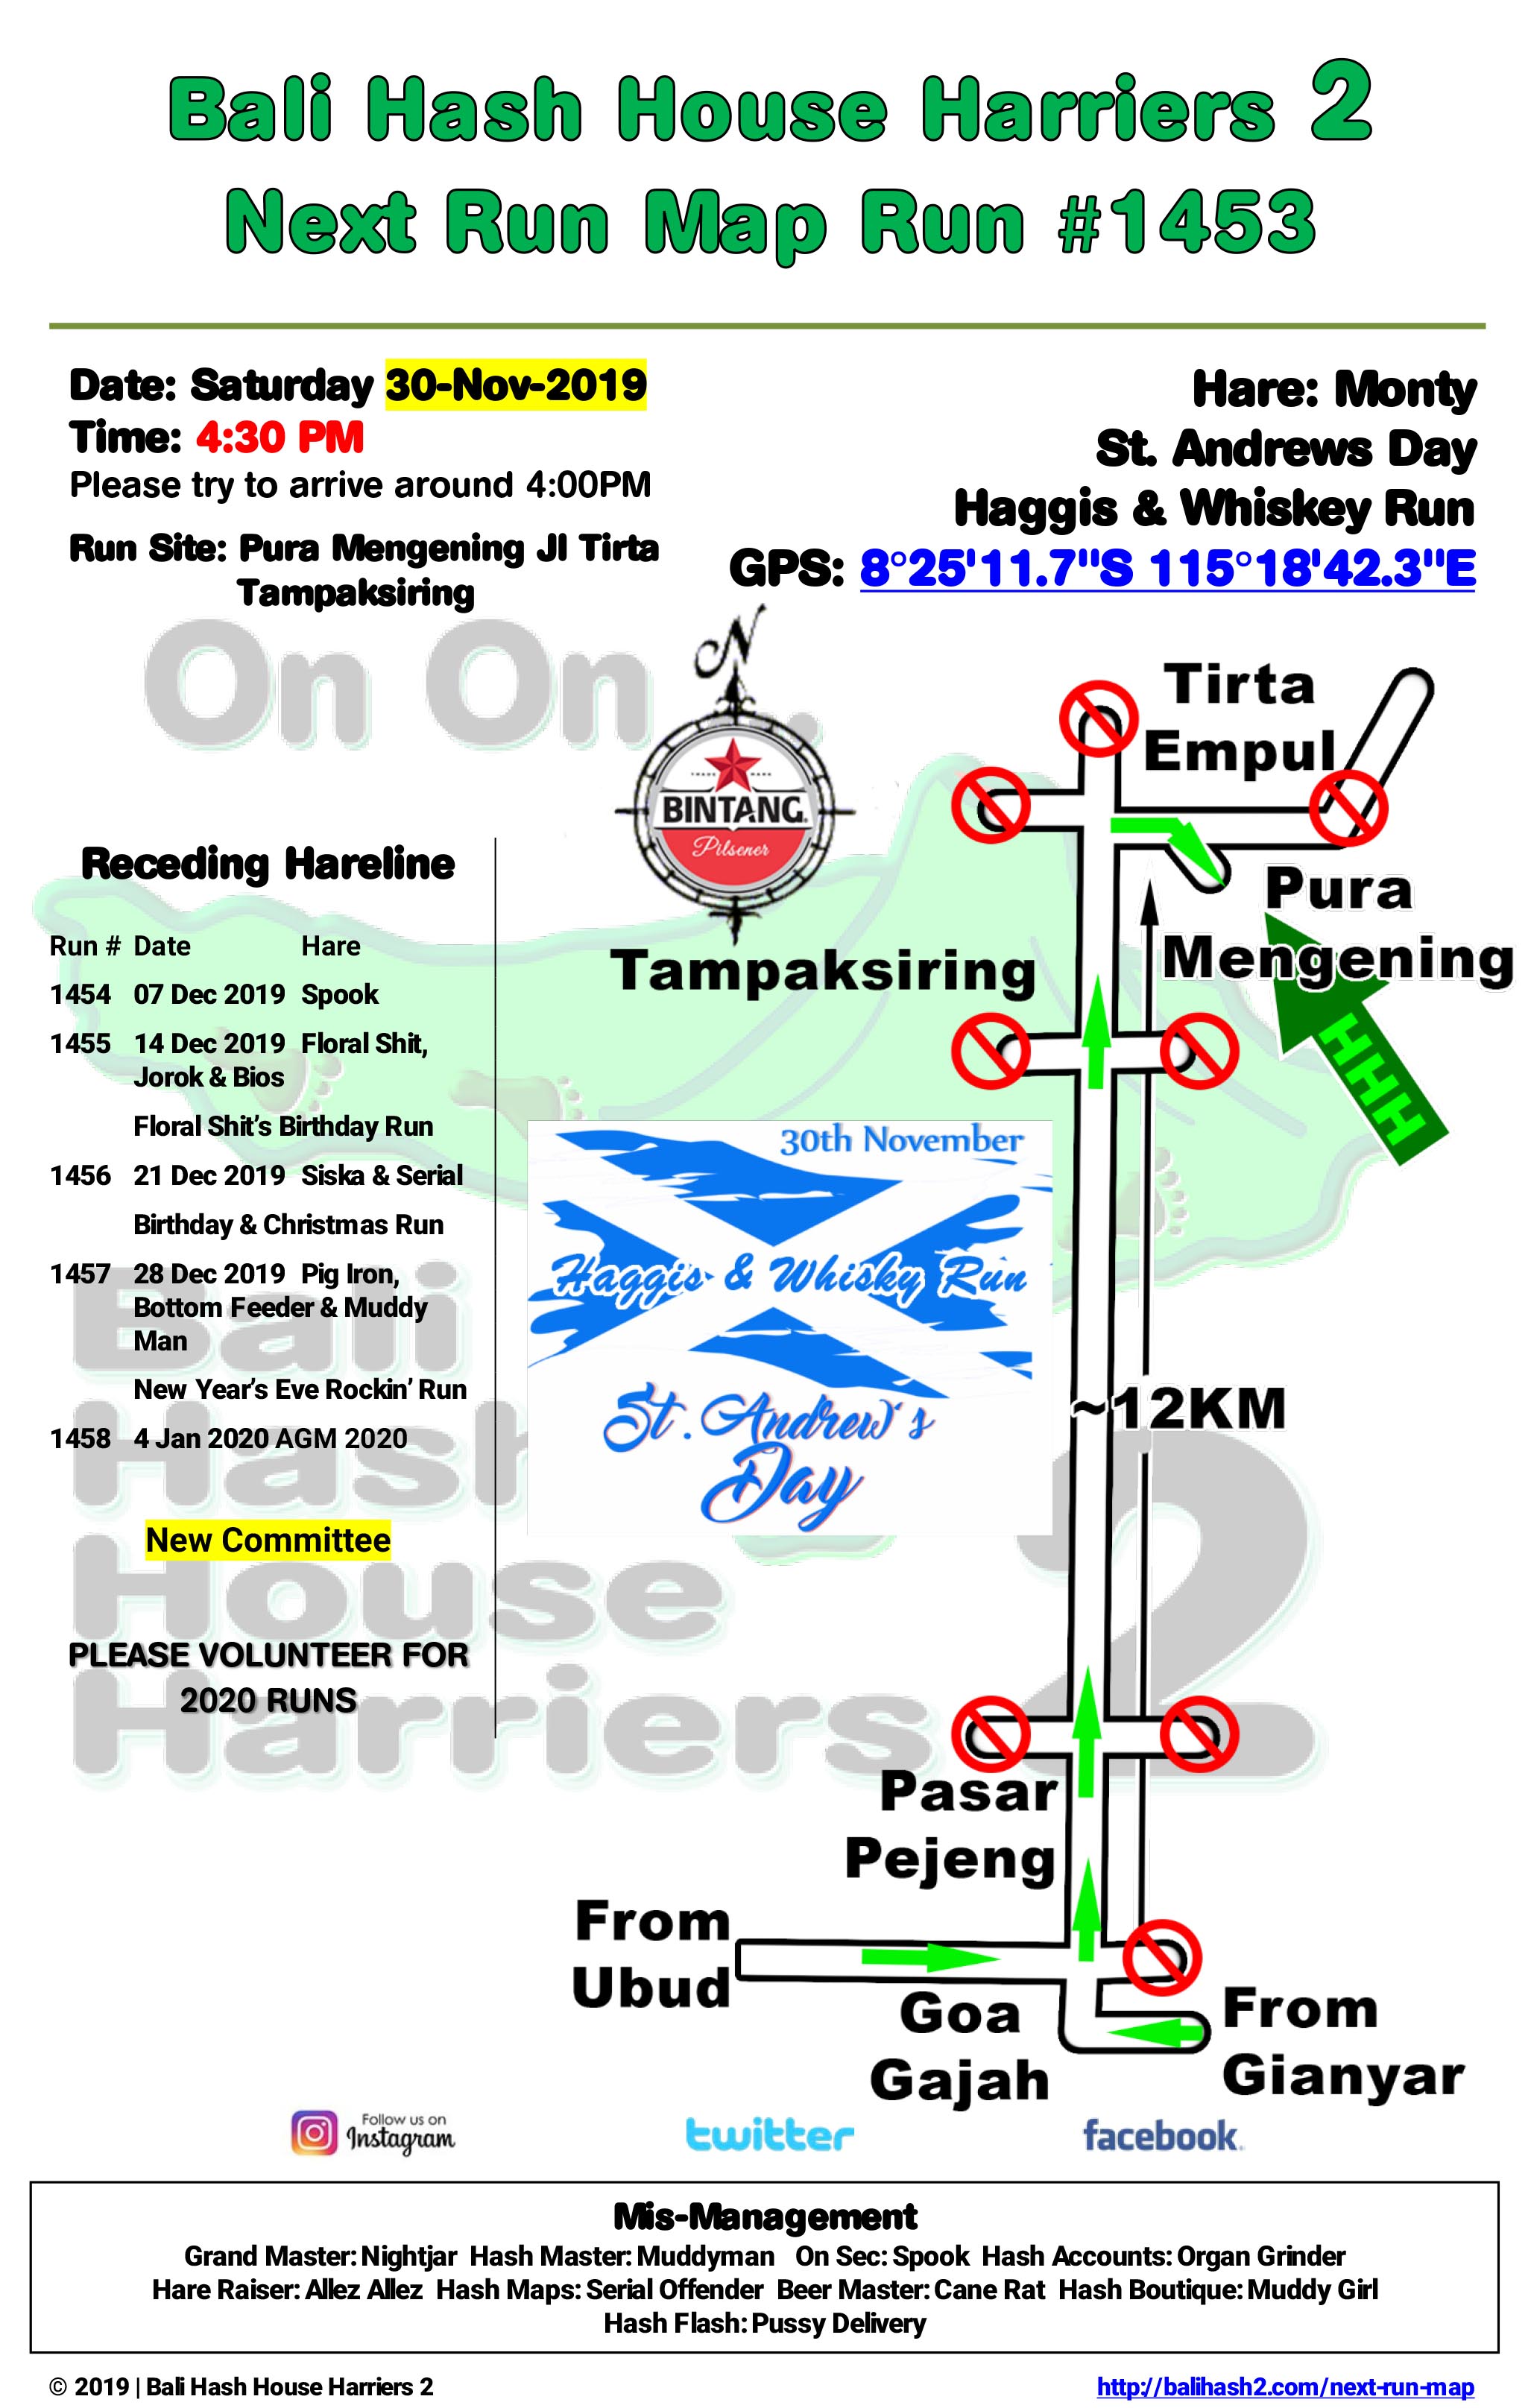 Bali Hash House Harriers 2
Next Run Map Run #1453
Date: Saturday 30-Nov-2019
Time: 4:30 PM
Please try to arrive around 4:00PM
Run Site: Pura Mengening Jl Tirta
Tampaksiring
Hare: Monty
St. Andrews Day
Haggis & Whiskey Run
GPS: 8°25'11.7"S 115°18'42.3"E
On On ...
N
TRADE MARK
BINTANG
Pilsener
Tirta
Empul
Pura
Mengening
Tampaksiring
HHH
Receding Hareline
Run # Date Hare
1454 07 Dec 2019 Spook
1455 14 Dec 2019 Floral Shit,
Jorok & Bios
Floral Shit's Birthday Run
1456 21 Dec 2019 Siska & Serial
Birthday & Christmas Run
1457 28 Dec 2019 Pig Iron,
Bottom Feeder & Muddy
Man
New Year's Eve Rockin' Run
1458 4 Jan 2020 AGM 2020
New Committee
PLEASE VOLUNTEER FOR
2020 RUNS
30th November
Haggis & Whisky Run
St. Andrew's
Day
Bali
Hash
House
Harriers 2
~12KM
Pasar
Pejeng
From
Ubud
Goa
Gajah
From
Gianyar
Follow us on
Instagram
twitter
facebook
Mis-Management
Grand Master: Nightjar Hash Master: Muddyman On Sec: Spook Hash Accounts: Organ Grinder
Hare Raiser: Allez Allez Hash Maps: Serial Offender Beer Master: Cane Rat Hash Boutique: Muddy Girl
Hash Flash: Pussy Delivery
© 2019 | Bali Hash House Harriers 2
http://balihash2.com/next-run-map